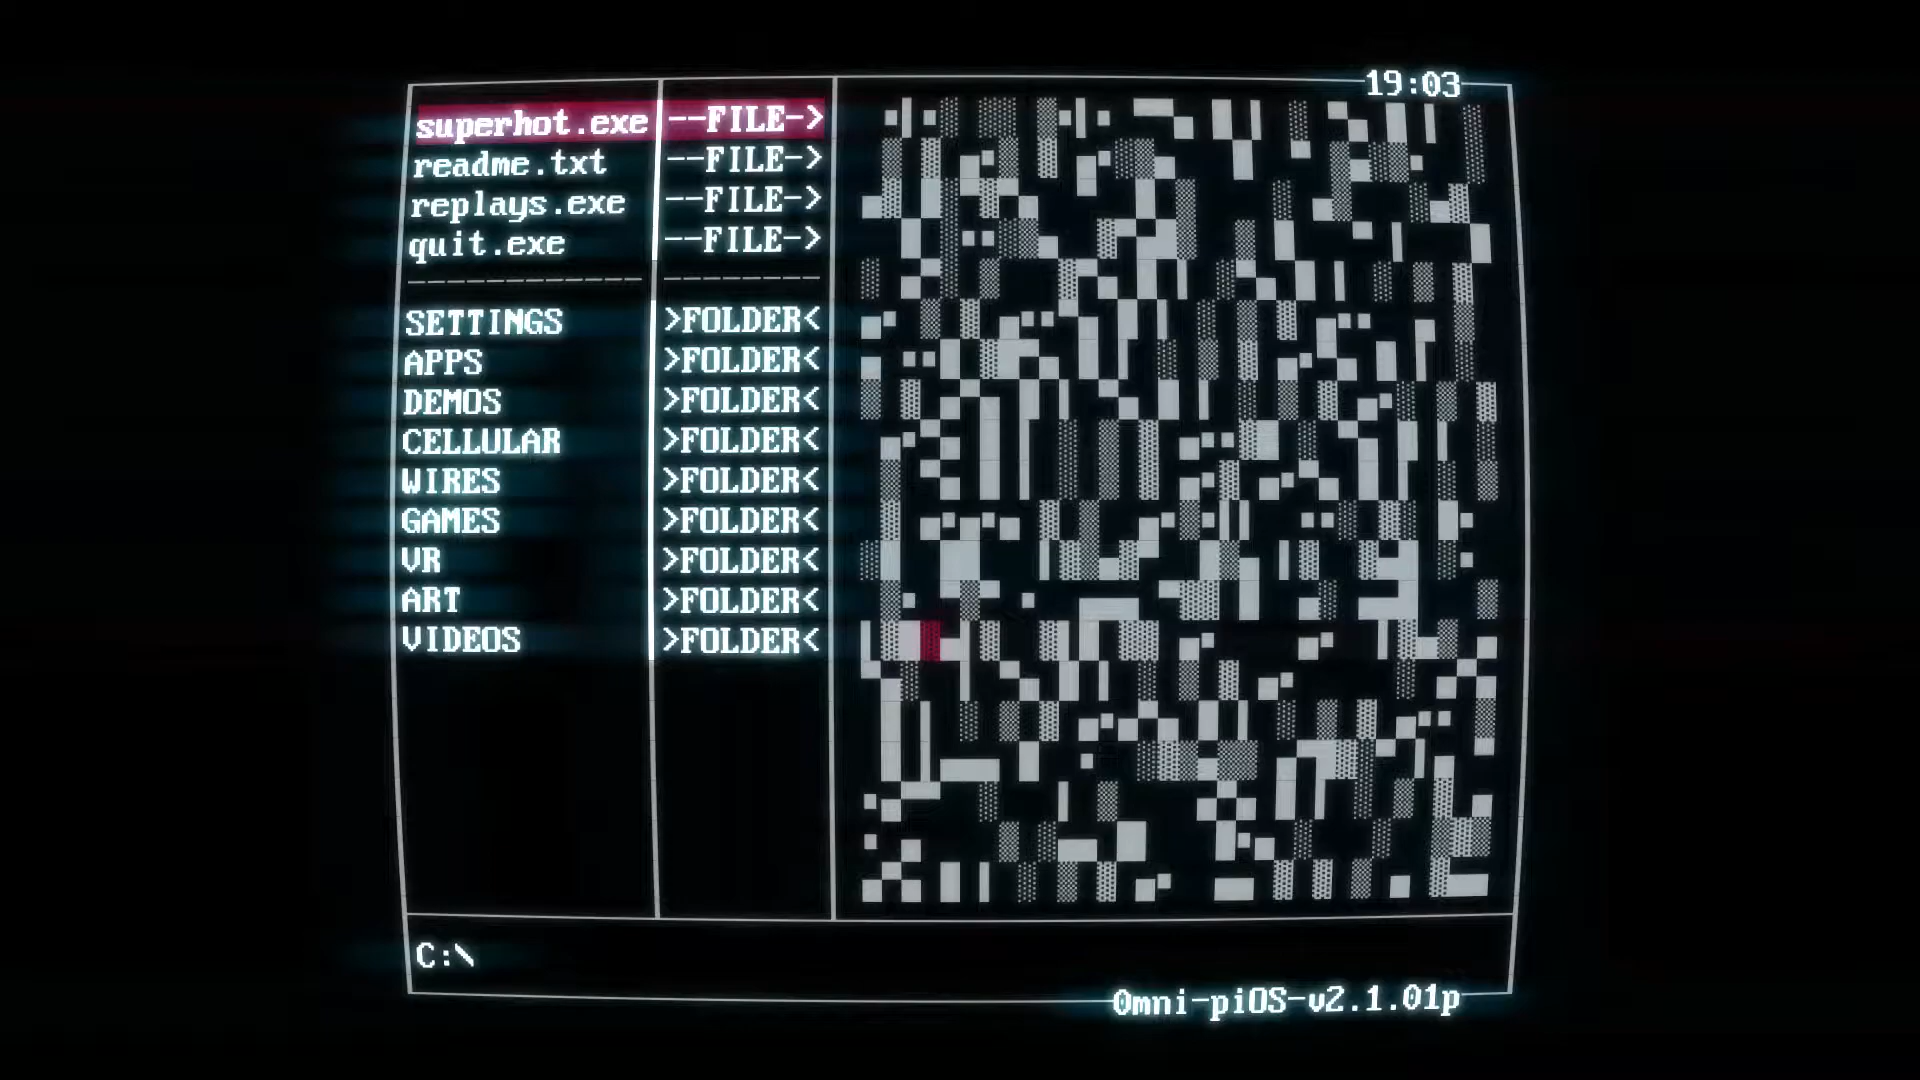 19:03
superhot.exe --FILE->
readme.txt --FILE->
replays.exe --FILE->
quit.exe --FILE->
SETTINGS >FOLDER<
APPS >FOLDER<
DEMOS >FOLDER<
CELLULAR >FOLDER<
WIRES >FOLDER<
GAMES >FOLDER<
VR >FOLDER<
ART >FOLDER<
VIDEOS >FOLDER<
C:\
0mni-piOS-v2.1.01p